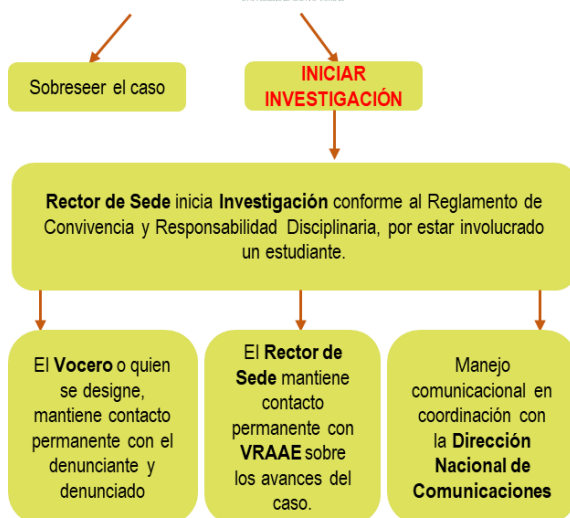 Sobreseer el caso
INICIAR
INVESTIGACIÓN
Rector de Sede inicia Investigación conforme al Reglamento de
Convivencia y Responsabilidad Disciplinaria, por estar involucrado
un estudiante.
El Vocero o quien
se designe,
mantiene contacto
permanente con el
denunciante y
denunciado
El Rector de
Sede mantiene
contacto
permanente con
VRAAE sobre
los avances del
caso.
Manejo
comunicacional en
coordinación con
la Dirección
Nacional de
Comunicaciones